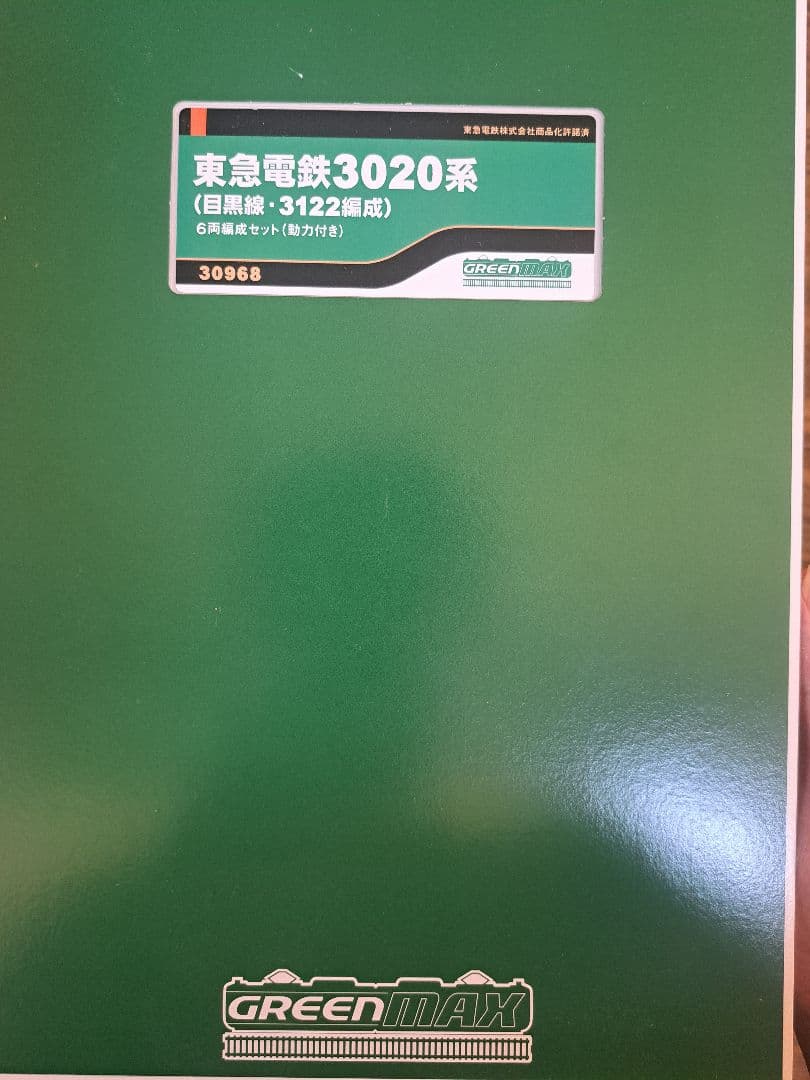 東急電鉄株式会社商品化許諾済
東急電鉄3020系
(目黒線・3122編成)
6両編成セット(動力付き)
30968
GREENMAX
GREENMAX